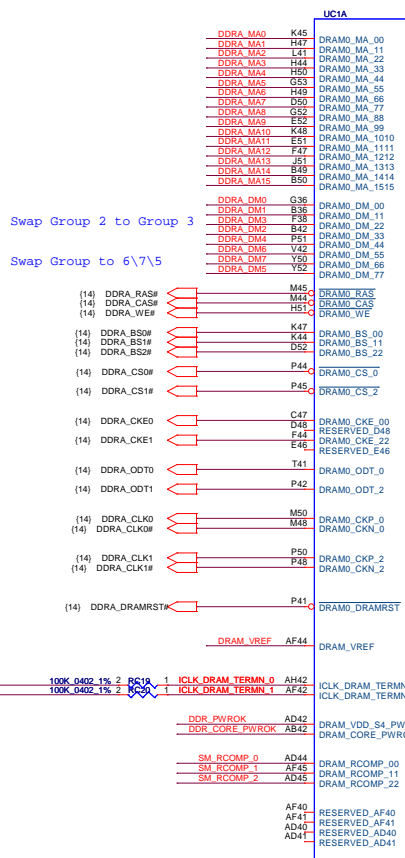 UC1A
DDRA_MA0 K45 DRAM0_MA_00
DDRA_MA1 H47 DRAM0_MA_11
DDRA_MA2 L41 DRAM0_MA_22
DDRA_MA3 H44 DRAM0_MA_33
DDRA_MA4 H50 DRAM0_MA_44
DDRA_MA5 G53 DRAM0_MA_55
DDRA_MA6 H49 DRAM0_MA_66
DDRA_MA7 D50 DRAM0_MA_77
DDRA_MA8 G52 DRAM0_MA_88
DDRA_MA9 E52 DRAM0_MA_99
DDRA_MA10 K48 DRAM0_MA_1010
DDRA_MA11 E51 DRAM0_MA_1111
DDRA_MA12 F47 DRAM0_MA_1212
DDRA_MA13 J51 DRAM0_MA_1313
DDRA_MA14 B49 DRAM0_MA_1414
DDRA_MA15 B50 DRAM0_MA_1515
DDRA_DM0 G36 DRAM0_DM_00
DDRA_DM1 B36 DRAM0_DM_11
Swap Group 2 to Group 3 DDRA_DM3 F38 DRAM0_DM_22
DDRA_DM2 B42 DRAM0_DM_33
DDRA_DM4 P51 DRAM0_DM_44
DDRA_DM6 V42 DRAM0_DM_55
Swap Group to 6\7\5 DDRA_DM7 Y50 DRAM0_DM_66
DDRA_DM5 Y52 DRAM0_DM_77
{14} DDRA_RAS# M45 DRAM0_RAS
{14} DDRA_CAS# M44 DRAM0_CAS
{14} DDRA_WE# H51 DRAM0_WE
{14} DDRA_BS0# K47 DRAM0_BS_00
{14} DDRA_BS1# K44 DRAM0_BS_11
{14} DDRA_BS2# D52 DRAM0_BS_22
{14} DDRA_CS0# P44 DRAM0_CS_0
{14} DDRA_CS1# P45 DRAM0_CS_2
{14} DDRA_CKE0 C47 DRAM0_CKE_00
D48 RESERVED_D48
{14} DDRA_CKE1 F44 DRAM0_CKE_22
E46 RESERVED_E46
{14} DDRA_ODT0 T41 DRAM0_ODT_0
{14} DDRA_ODT1 P42 DRAM0_ODT_2
{14} DDRA_CLK0 M50 DRAM0_CKP_0
{14} DDRA_CLK0# M48 DRAM0_CKN_0
{14} DDRA_CLK1 P50 DRAM0_CKP_2
{14} DDRA_CLK1# P48 DRAM0_CKN_2
{14} DDRA_DRAMRST# P41 DRAM0_DRAMRST
DRAM_VREF AF44 DRAM_VREF
100K_0402_1% 2 RC19 1 ICLK_DRAM_TERMN_0 AH42 ICLK_DRAM_TERMN
100K_0402_1% 2 RC20 1 ICLK_DRAM_TERMN_1 AF42 ICLK_DRAM_TERMN
DDR_PWROK AD42 DRAM_VDD_S4_PW
DDR_CORE_PWROK AB42 DRAM_CORE_PWR
SM_RCOMP_0 AD44 DRAM_RCOMP_00
SM_RCOMP_1 AF45 DRAM_RCOMP_11
SM_RCOMP_2 AD45 DRAM_RCOMP_22
AF40 RESERVED_AF40
AF41 RESERVED_AF41
AD40 RESERVED_AD40
AD41 RESERVED_AD41